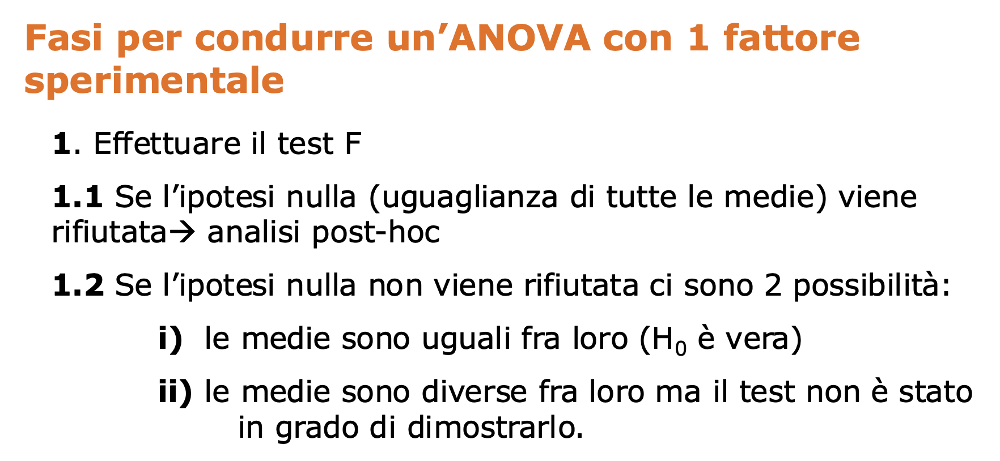 Fasi per condurre un’ANOVA con 1 fattore
sperimentale
1. Effettuare il test F
1.1 Se l’ipotesi nulla (uguaglianza di tutte le medie) viene
rifiutata→ analisi post-hoc
1.2 Se l’ipotesi nulla non viene rifiutata ci sono 2 possibilità:
i) le medie sono uguali fra loro (H₀ è vera)
ii) le medie sono diverse fra loro ma il test non è stato
in grado di dimostrarlo.